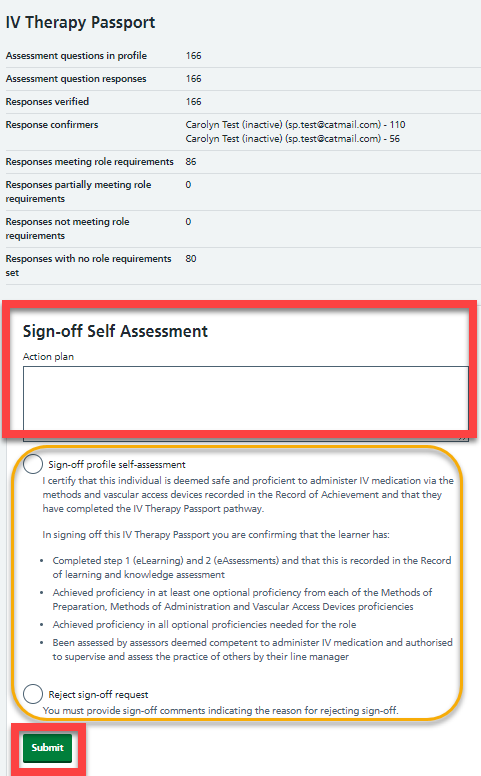 IV Therapy Passport
Assessment questions in profile 166
Assessment question responses 166
Responses verified 166
Response confirmers Carolyn Test (inactive) (sp.test@catmail.com) - 110
Carolyn Test (inactive) (sp.test@catmail.com) - 56
Responses meeting role requirements 86
Responses partially meeting role 0
requirements
Responses not meeting role 0
requirements
Responses with no role requirements 80
set
Sign-off Self Assessment
Action plan
Sign-off profile self-assessment
I certify that this individual is deemed safe and proficient to administer IV medication via the
methods and vascular access devices recorded in the Record of Achievement and that they
have completed the IV Therapy Passport pathway.
In signing off this IV Therapy Passport you are confirming that the learner has:
• Completed step 1 (eLearning) and 2 (eAssessments) and that this is recorded in the Record
of learning and knowledge assessment
• Achieved proficiency in at least one optional proficiency from each of the Methods of
Preparation, Methods of Administration and Vascular Access Devices proficiencies
• Achieved proficiency in all optional proficiencies needed for the role
• Been assessed by assessors deemed competent to administer IV medication and authorised
to supervise and assess the practice of others by their line manager
Reject sign-off request
You must provide sign-off comments indicating the reason for rejecting sign-off.
Submit